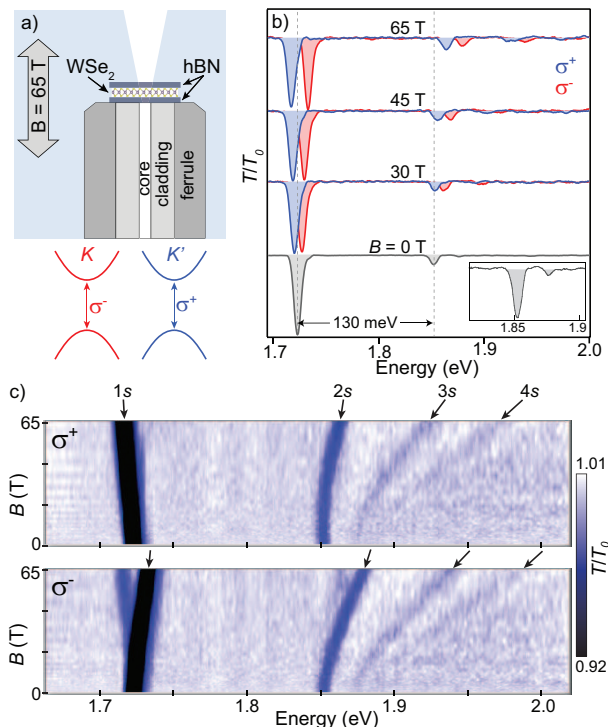 a)
B = 65 T
WSe₂
hBN
core
cladding
ferrule
K
K'
σ⁻
σ⁺
b)
T/T₀
65 T
σ⁺
σ⁻
45 T
30 T
B = 0 T
130 meV
1.85
1.9
1.7
1.8
1.9
2.0
Energy (eV)
c)
1s
2s
3s
4s
σ⁺
65
B (T)
0
σ⁻
65
B (T)
0
1.7
1.8
1.9
2.0
Energy (eV)
1.01
T/T₀
0.92